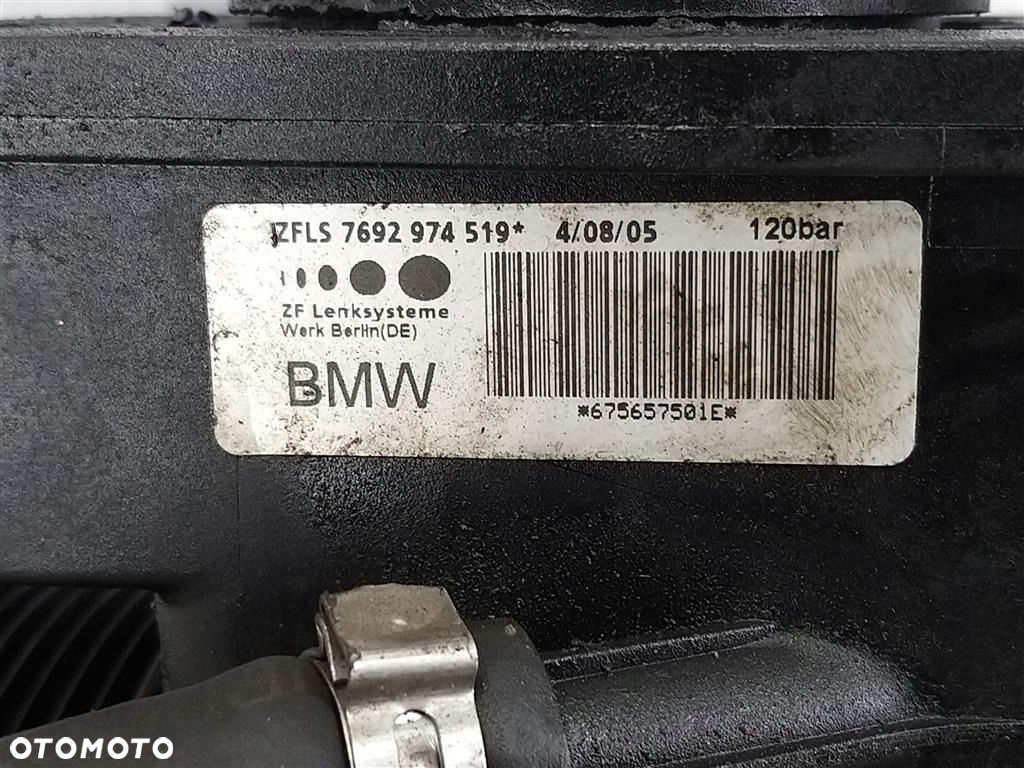 ZFLS 7692 974 519* 4/08/05 120bar
ZF Lenksysteme
Werk Berlin(DE)
BMW
*675657501E*
OTOMOTO